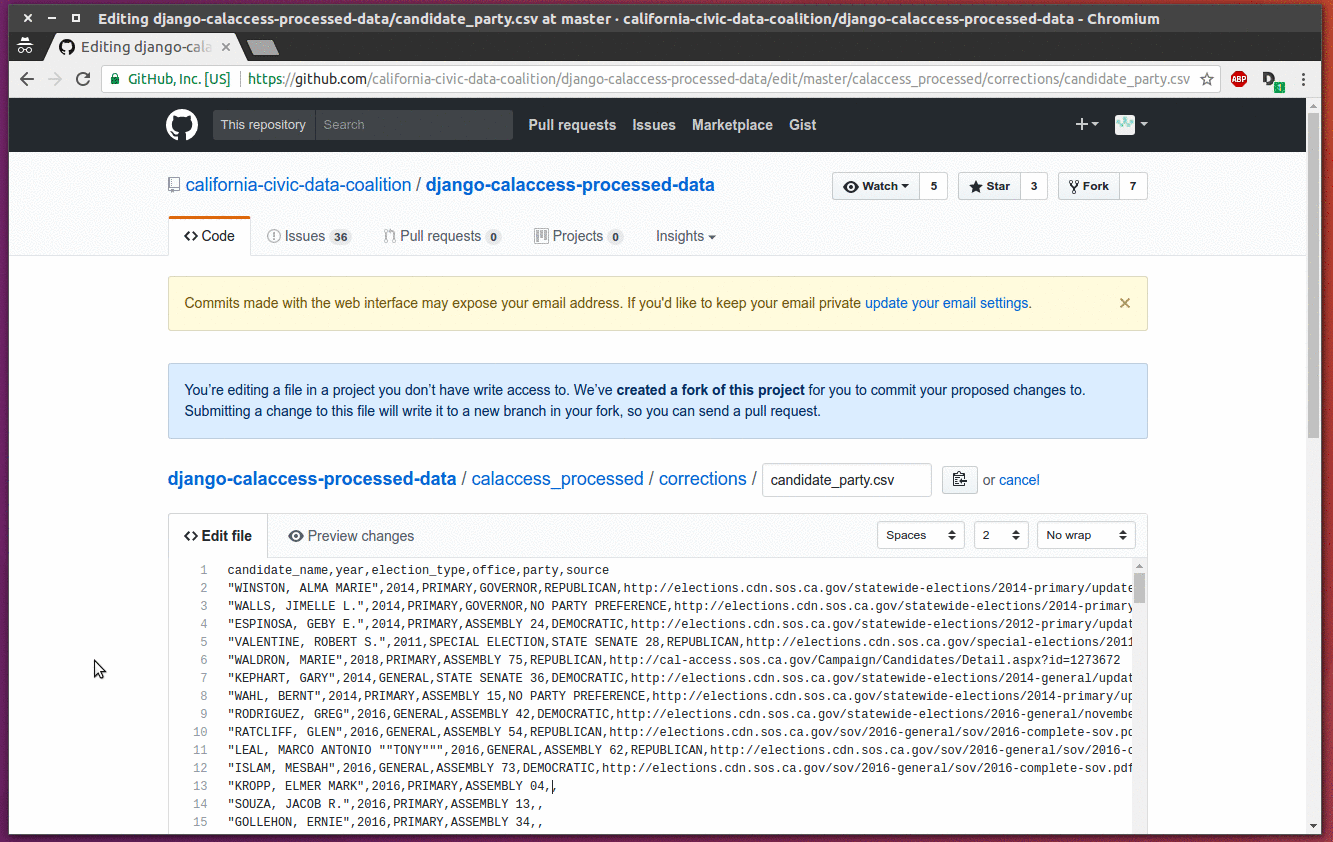 Editing django-calaccess-processed-data/candidate_party.csv at master · california-civic-data-coalition/django-calaccess-processed-data - Chromium
Editing django-cala
GitHub, Inc. [US] https://github.com/california-civic-data-coalition/django-calaccess-processed-data/edit/master/calaccess_processed/corrections/candidate_party.csv ABP D 1
This repository Search Pull requests Issues Marketplace Gist
california-civic-data-coalition / django-calaccess-processed-data Watch 5 Star 3 Fork 7
Code Issues 36 Pull requests 0 Projects 0 Insights
Commits made with the web interface may expose your email address. If you'd like to keep your email private update your email settings.
You’re editing a file in a project you don’t have write access to. We’ve created a fork of this project for you to commit your proposed changes to.
Submitting a change to this file will write it to a new branch in your fork, so you can send a pull request.
django-calaccess-processed-data / calaccess_processed / corrections / candidate_party.csv or cancel
Edit file Preview changes Spaces 2 No wrap
1 candidate_name,year,election_type,office,party,source
2 "WINSTON, ALMA MARIE",2014,PRIMARY,GOVERNOR,REPUBLICAN,http://elections.cdn.sos.ca.gov/statewide-elections/2014-primary/update
3 "WALLS, JIMELLE L.",2014,PRIMARY,GOVERNOR,NO PARTY PREFERENCE,http://elections.cdn.sos.ca.gov/statewide-elections/2014-primary
4 "ESPINOSA, GEBY E.",2014,PRIMARY,ASSEMBLY 24,DEMOCRATIC,http://elections.cdn.sos.ca.gov/statewide-elections/2012-primary/updat
5 "VALENTINE, ROBERT S.",2011,SPECIAL ELECTION,STATE SENATE 28,REPUBLICAN,http://elections.cdn.sos.ca.gov/special-elections/2011
6 "WALDRON, MARIE",2018,PRIMARY,ASSEMBLY 75,REPUBLICAN,http://cal-access.sos.ca.gov/Campaign/Candidates/Detail.aspx?id=1273672
7 "KEPHART, GARY",2014,GENERAL,STATE SENATE 36,DEMOCRATIC,http://elections.cdn.sos.ca.gov/statewide-elections/2014-general/updat
8 "WAHL, BERNT",2014,PRIMARY,ASSEMBLY 15,NO PARTY PREFERENCE,http://elections.cdn.sos.ca.gov/statewide-elections/2014-primary/up
9 "RODRIGUEZ, GREG",2016,GENERAL,ASSEMBLY 42,DEMOCRATIC,http://elections.cdn.sos.ca.gov/statewide-elections/2016-general/novembe
10 "RATCLIFF, GLEN",2016,GENERAL,ASSEMBLY 54,REPUBLICAN,http://elections.cdn.sos.ca.gov/sov/2016-general/sov/2016-complete-sov.pd
11 "LEAL, MARCO ANTONIO ""TONY""",2016,GENERAL,ASSEMBLY 62,REPUBLICAN,http://elections.cdn.sos.ca.gov/sov/2016-general/sov/2016-c
12 "ISLAM, MESBAH",2016,GENERAL,ASSEMBLY 73,DEMOCRATIC,http://elections.cdn.sos.ca.gov/sov/2016-general/sov/2016-complete-sov.pdf
13 "KROPP, ELMER MARK",2016,PRIMARY,ASSEMBLY 04,,
14 "SOUZA, JACOB R.",2016,PRIMARY,ASSEMBLY 13,,
15 "GOLLEHON, ERNIE",2016,PRIMARY,ASSEMBLY 34,,